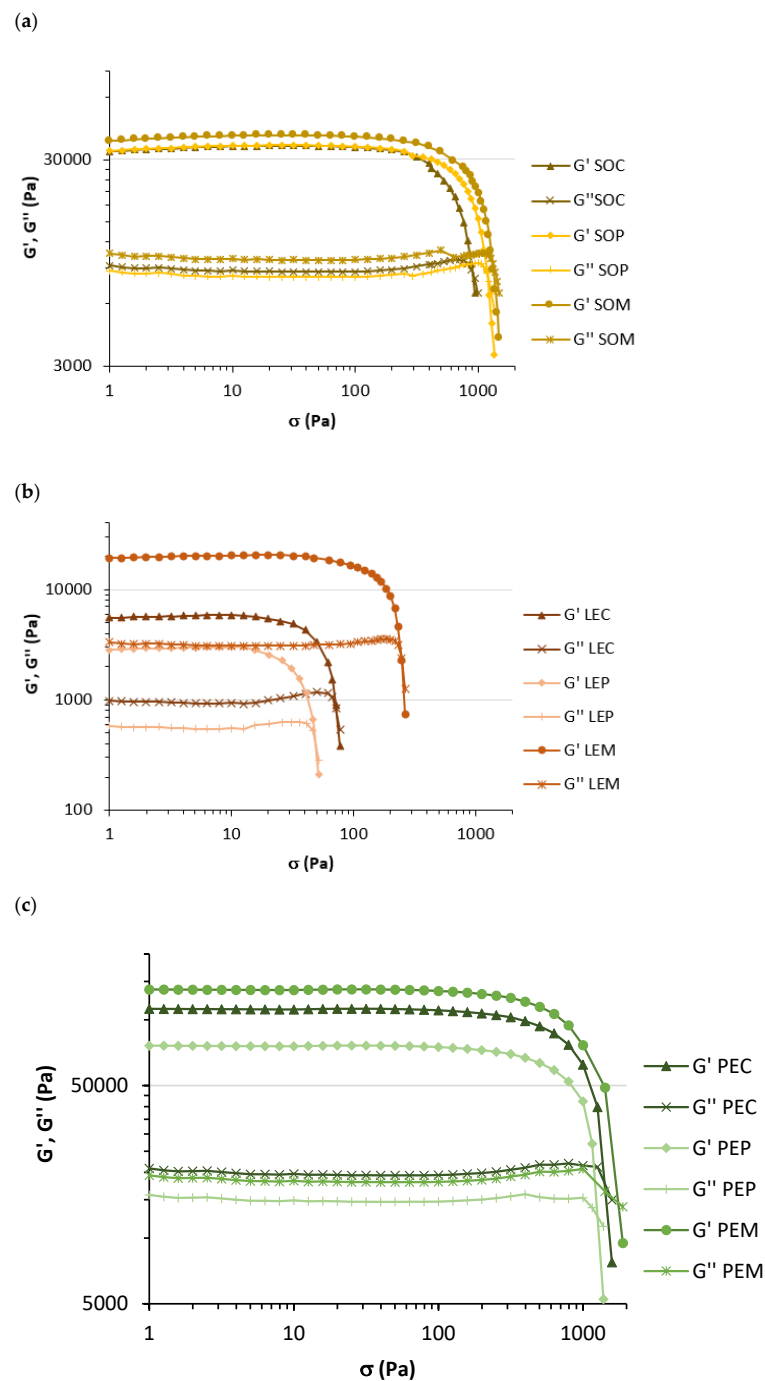 (a)
G', G'' (Pa)
30000
3000
1
10
100
1000
σ (Pa)
G' SOC
G''SOC
G' SOP
G'' SOP
G' SOM
G'' SOM
(b)
G', G'' (Pa)
10000
1000
100
1
10
100
1000
σ (Pa)
G' LEC
G'' LEC
G' LEP
G'' LEP
G' LEM
G'' LEM
(c)
G', G'' (Pa)
50000
5000
1
10
100
1000
σ (Pa)
G' PEC
G'' PEC
G' PEP
G'' PEP
G' PEM
G'' PEM